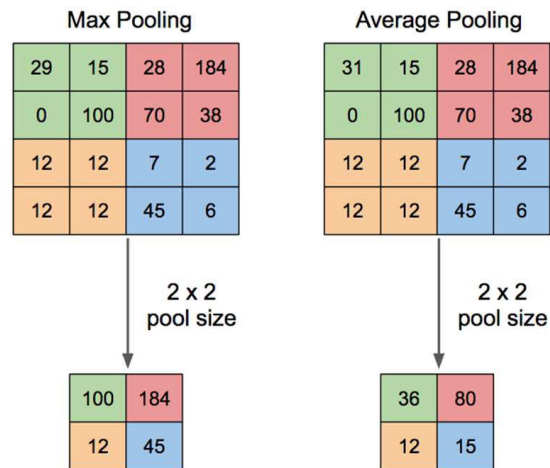 Max Pooling
29 15 28 184
0 100 70 38
12 12 7 2
12 12 45 6
2 x 2
pool size
100 184
12 45
Average Pooling
31 15 28 184
0 100 70 38
12 12 7 2
12 12 45 6
2 x 2
pool size
36 80
12 15